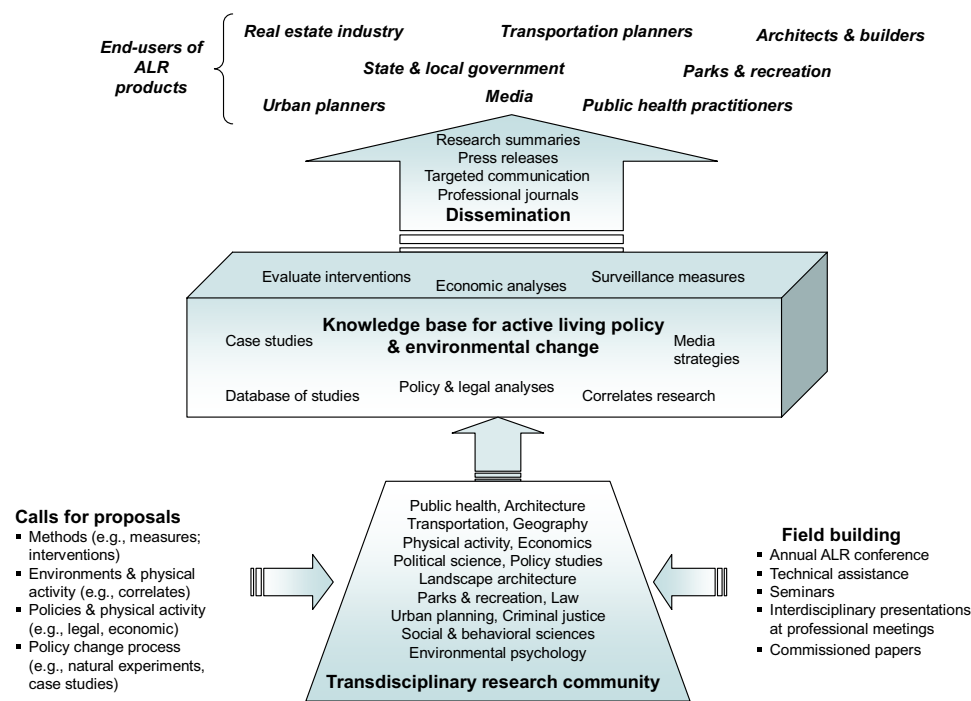 End-users of
ALR
products
Real estate industry
Transportation planners
Architects & builders
State & local government
Parks & recreation
Urban planners
Media
Public health practitioners
Research summaries
Press releases
Targeted communication
Professional journals
Dissemination
Evaluate interventions
Economic analyses
Surveillance measures
Knowledge base for active living policy
& environmental change
Case studies
Media
strategies
Database of studies
Policy & legal analyses
Correlates research
Calls for proposals
▪ Methods (e.g., measures;
interventions)
▪ Environments & physical
activity (e.g., correlates)
▪ Policies & physical activity
(e.g., legal, economic)
▪ Policy change process
(e.g., natural experiments,
case studies)
Public health, Architecture
Transportation, Geography
Physical activity, Economics
Political science, Policy studies
Landscape architecture
Parks & recreation, Law
Urban planning, Criminal justice
Social & behavioral sciences
Environmental psychology
Transdisciplinary research community
Field building
▪ Annual ALR conference
▪ Technical assistance
▪ Seminars
▪ Interdisciplinary presentations
at professional meetings
▪ Commissioned papers